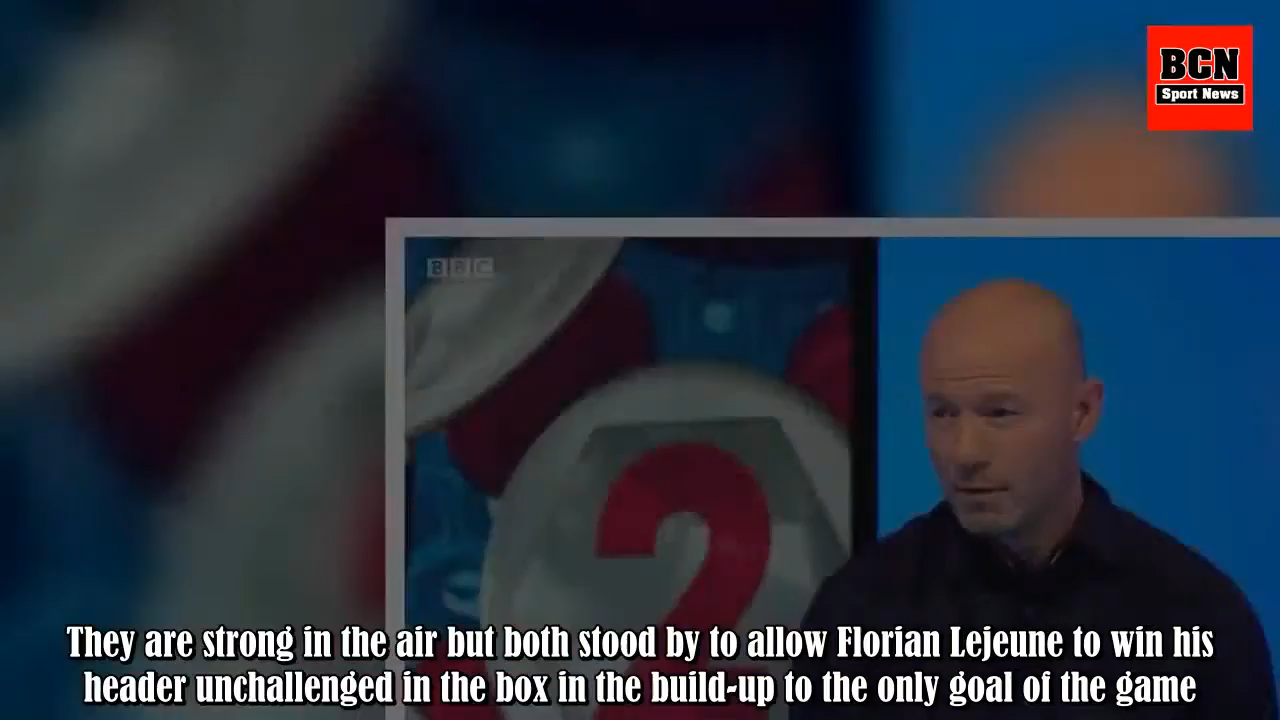 BCN
Sport News
BBC
2
They are strong in the air but both stood by to allow Florian Lejeune to win his
header unchallenged in the box in the build-up to the only goal of the game